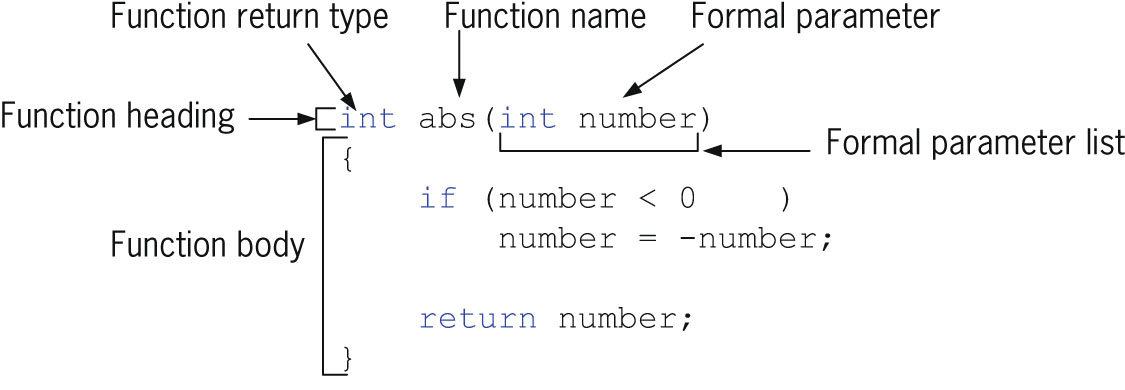 Function return type Function name Formal parameter
Function heading int abs(int number)
Formal parameter list
{
if (number < 0    )
number = -number;
Function body
return number;
}